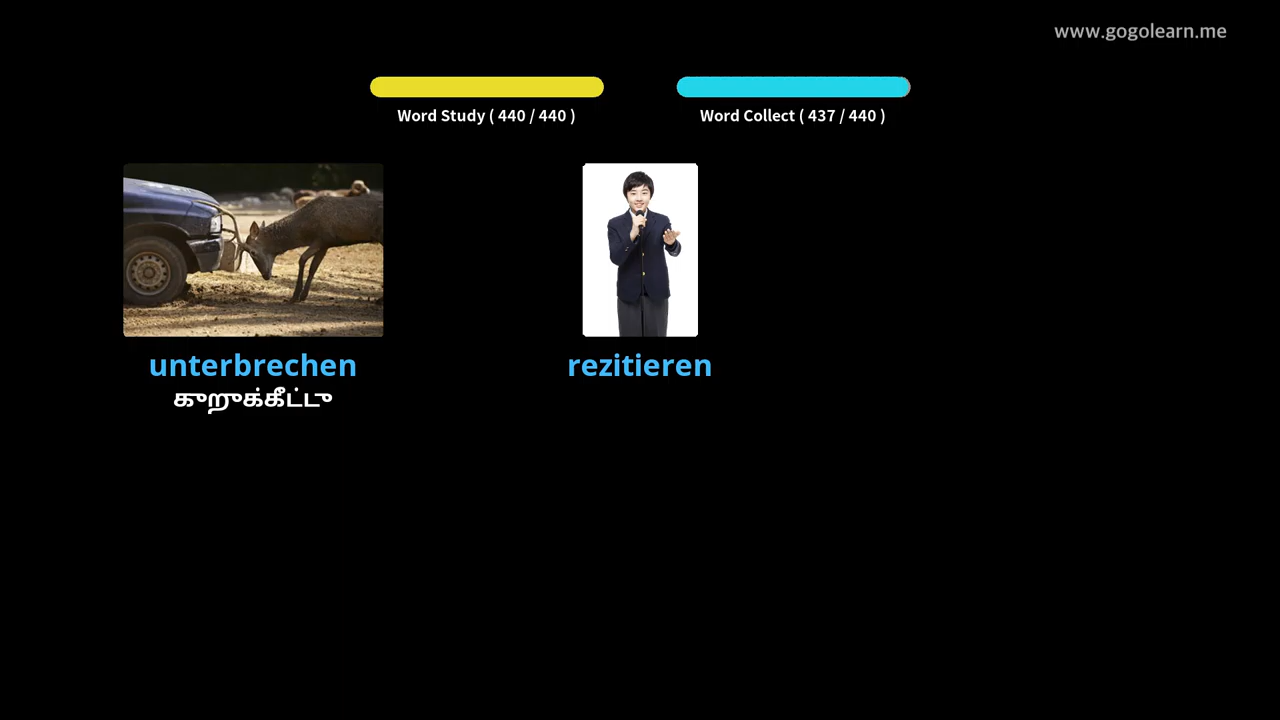 www.gogolearn.me
Word Study ( 440 / 440 )
Word Collect ( 437 / 440 )
unterbrechen
குறுக்கீட்டு
rezitieren